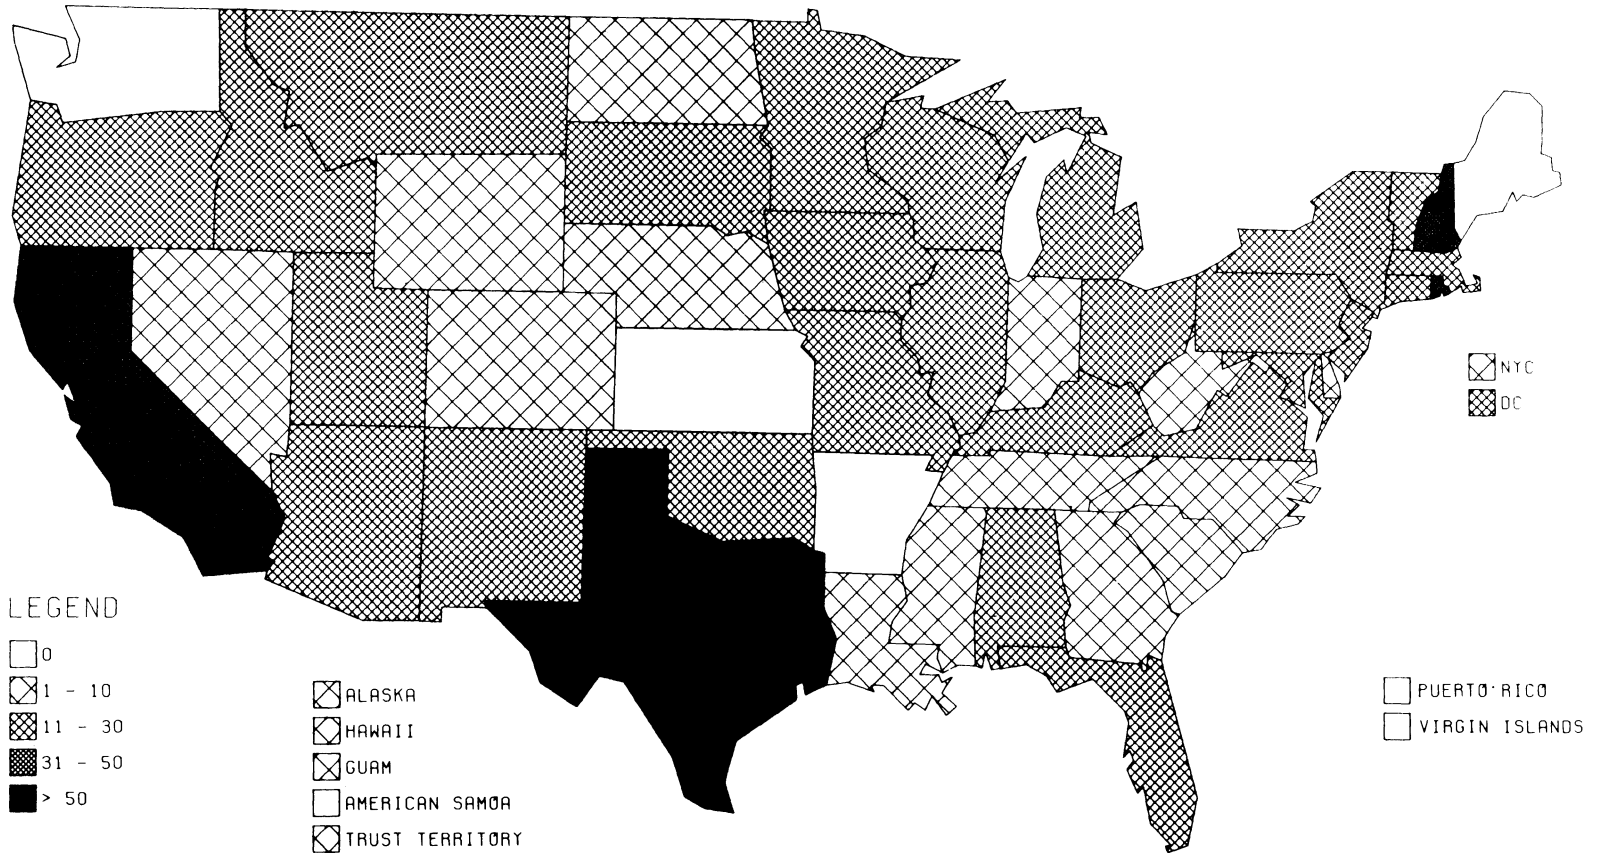 NYC
DC
LEGEND
0
1 - 10
11 - 30
31 - 50
> 50
ALASKA
HAWAII
GUAM
AMERICAN SAMOA
TRUST TERRITORY
PUERTO RICO
VIRGIN ISLANDS